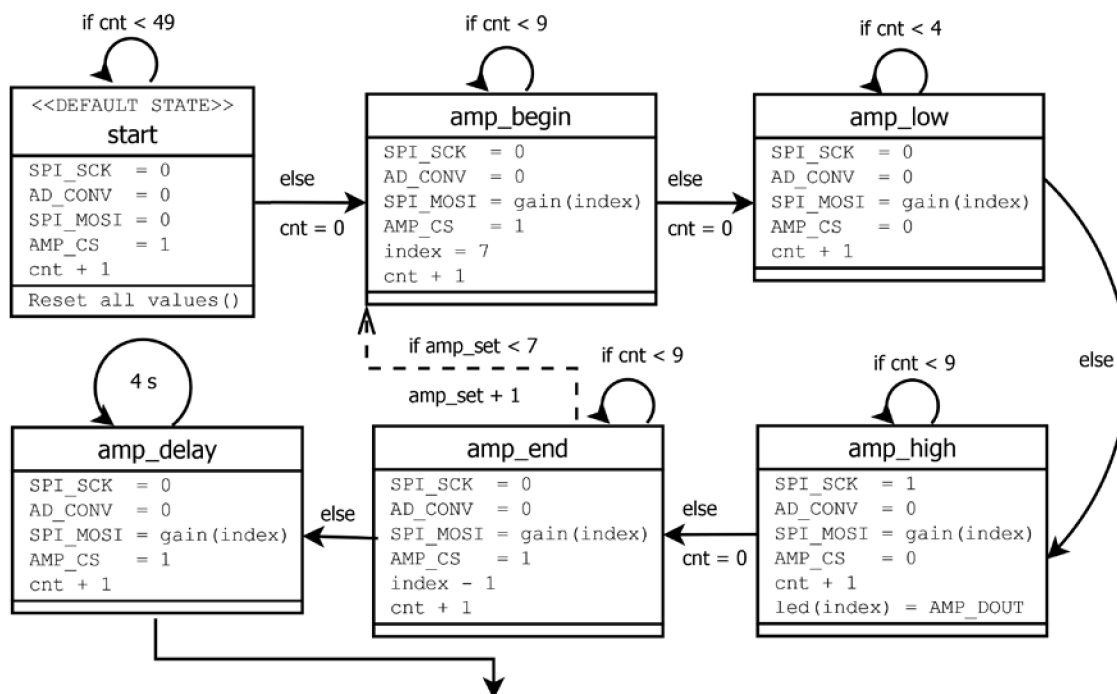 if cnt < 49
<<DEFAULT STATE>>
start
SPI_SCK = 0
AD_CONV = 0
SPI_MOSI = 0
AMP_CS = 1
cnt + 1
Reset all values()
else
cnt = 0
if cnt < 9
amp_begin
SPI_SCK = 0
AD_CONV = 0
SPI_MOSI = gain(index)
AMP_CS = 1
index = 7
cnt + 1
else
cnt = 0
if cnt < 4
amp_low
SPI_SCK = 0
AD_CONV = 0
SPI_MOSI = gain(index)
AMP_CS = 0
cnt + 1
else
if cnt < 9
amp_high
SPI_SCK = 1
AD_CONV = 0
SPI_MOSI = gain(index)
AMP_CS = 0
cnt + 1
led(index) = AMP_DOUT
else
cnt = 0
if amp_set < 7
amp_set + 1
if cnt < 9
amp_end
SPI_SCK = 0
AD_CONV = 0
SPI_MOSI = gain(index)
AMP_CS = 1
index - 1
cnt + 1
else
4 s
amp_delay
SPI_SCK = 0
AD_CONV = 0
SPI_MOSI = gain(index)
AMP_CS = 1
cnt + 1